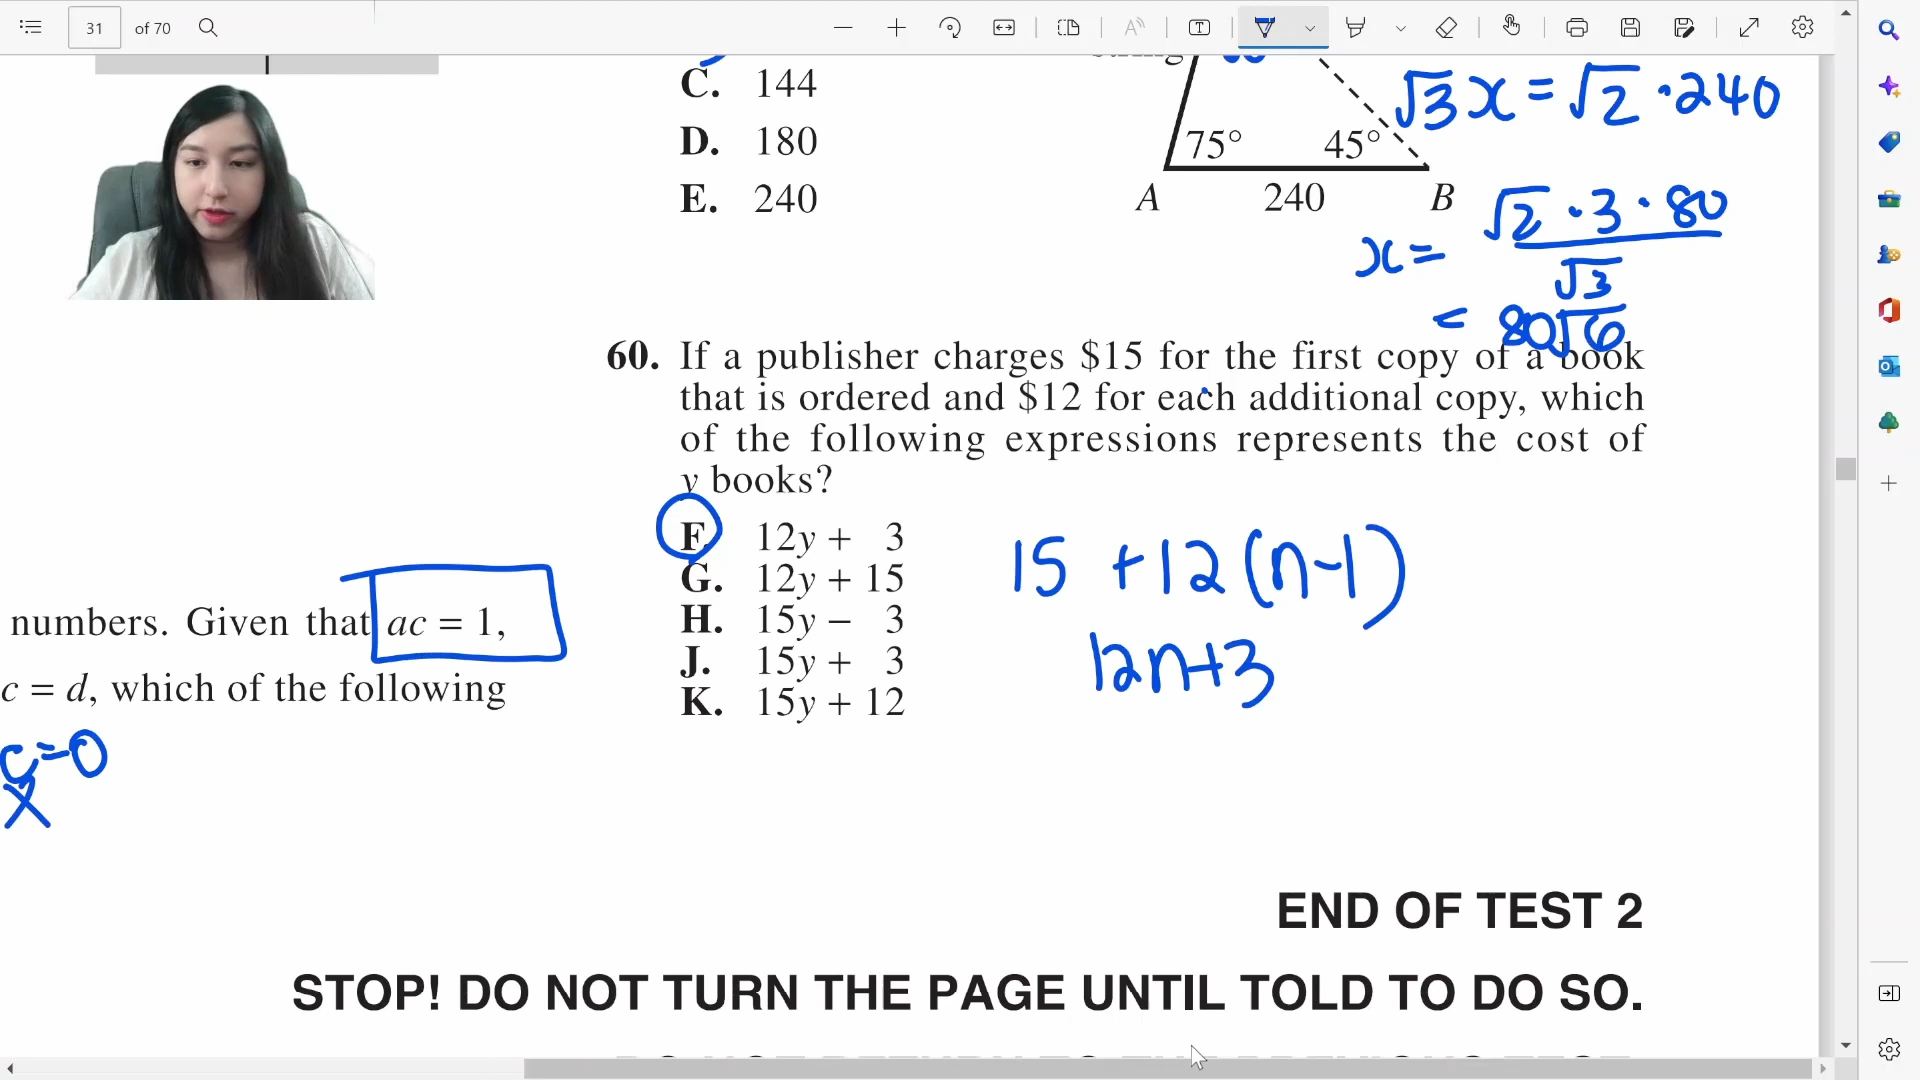 31 of 70
C. 144
D. 180
E. 240
75° 45°
A 240 B
√3x = √2 · 240
x = √2 · 3 · 80
√3
= 80√6
60. If a publisher charges $15 for the first copy of a book
that is ordered and $12 for each additional copy, which
of the following expressions represents the cost of
y books?
F. 12y + 3
G. 12y + 15
H. 15y − 3
J. 15y + 3
K. 15y + 12
15 + 12(n-1)
12n+3
numbers. Given that ac = 1,
c = d, which of the following
c=0
X
END OF TEST 2
STOP! DO NOT TURN THE PAGE UNTIL TOLD TO DO SO.